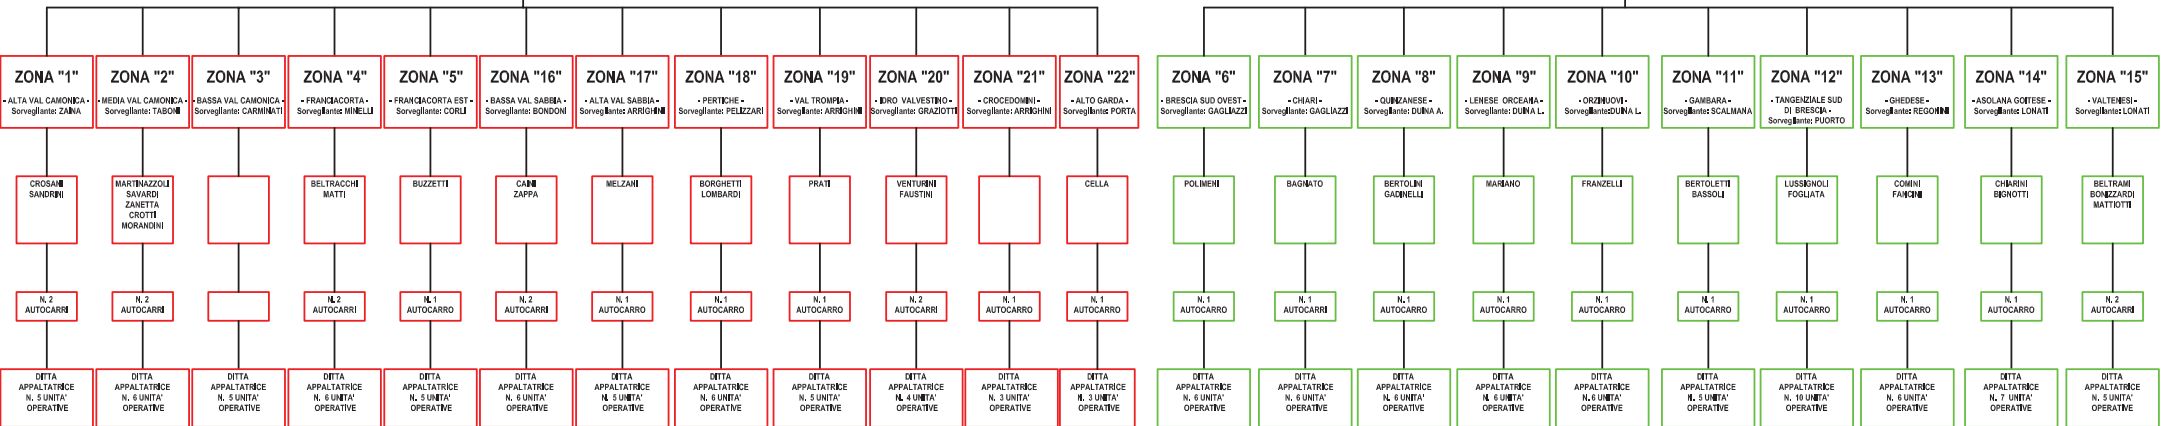 ZONA "1"
- ALTA VAL CAMONICA -
Sorvegliante: ZAINA
ZONA "2"
- MEDIA VAL CAMONICA -
Sorvegliante: TABONI
ZONA "3"
- BASSA VAL CAMONICA -
Sorvegliante: CARMINATI
ZONA "4"
- FRANCIACORTA -
Sorvegliante: MINELLI
ZONA "5"
- FRANCIACORTA EST -
Sorvegliante: CORLI
ZONA "16"
- BASSA VAL SABBIA -
Sorvegliante: BONDONI
ZONA "17"
- ALTA VAL SABBIA -
Sorvegliante: ARRIGHINI
ZONA "18"
- PERTICHE -
Sorvegliante: PELIZZARI
ZONA "19"
- VAL TROMPIA -
Sorvegliante: ARRIGHINI
ZONA "20"
- IDRO VALVESTINO -
Sorvegliante: GRAZIOTTI
ZONA "21"
- CROCEDOMINI -
Sorvegliante: ARRIGHINI
ZONA "22"
- ALTO GARDA -
Sorvegliante: PORTA
ZONA "6"
- BRESCIA SUD OVEST -
Sorvegliante: GAGLIAZZI
ZONA "7"
- CHIARI -
Sorvegliante: GAGLIAZZI
ZONA "8"
- QUINZANESE -
Sorvegliante: DUINA A.
ZONA "9"
- LENESE ORCEANA -
Sorvegliante: DUINA L.
ZONA "10"
- ORZINUOVI -
Sorvegliante:DUINA L.
ZONA "11"
- GAMBARA -
Sorvegliante: SCALMANA
ZONA "12"
- TANGENZIALE SUD
DI BRESCIA -
Sorvegliante: PUORTO
ZONA "13"
- GHEDESE -
Sorvegliante: REGONINI
ZONA "14"
- ASOLANA GOITESE -
Sorvegliante: LONATI
ZONA "15"
- VALTENESI -
Sorvegliante: LONATI
CROSANI
SANDRINI
MARTINAZZOLI
SAVARDI
ZANETTA
CROTTI
MORANDINI
BELTRACCHI
MATTI
BUZZETTI
CAINI
ZAPPA
MELZANI
BORGHETTI
LOMBARDI
PRATI
VENTURINI
FAUSTINI
CELLA
POLIMENI
BAGNATO
BERTOLINI
GADINELLI
MARIANO
FRANZELLI
BERTOLETTI
BASSOLI
LUSSIGNOLI
FOGLIATA
COMINI
FANCINI
CHIARINI
BIGNOTTI
BELTRAMI
BONIZZARDI
MATTIOTTI
N. 2
AUTOCARRI
N. 2
AUTOCARRI
N. 2
AUTOCARRI
N. 1
AUTOCARRO
N. 2
AUTOCARRI
N. 1
AUTOCARRO
N. 1
AUTOCARRO
N. 1
AUTOCARRO
N. 2
AUTOCARRI
N. 1
AUTOCARRO
N. 1
AUTOCARRO
N. 1
AUTOCARRO
N. 1
AUTOCARRI
N. 1
AUTOCARRO
N. 1
AUTOCARRO
N. 1
AUTOCARRO
N. 1
AUTOCARRI
N. 1
AUTOCARRO
N. 1
AUTOCARRO
N. 1
AUTOCARRO
N. 2
AUTOCARRI
DITTA
APPALTATRICE
N. 5 UNITA'
OPERATIVE
DITTA
APPALTATRICE
N. 6 UNITA'
OPERATIVE
DITTA
APPALTATRICE
N. 5 UNITA'
OPERATIVE
DITTA
APPALTATRICE
N. 6 UNITA'
OPERATIVE
DITTA
APPALTATRICE
N. 5 UNITA'
OPERATIVE
DITTA
APPALTATRICE
N. 6 UNITA'
OPERATIVE
DITTA
APPALTATRICE
N. 5 UNITA'
OPERATIVE
DITTA
APPALTATRICE
N. 6 UNITA'
OPERATIVE
DITTA
APPALTATRICE
N. 5 UNITA'
OPERATIVE
DITTA
APPALTATRICE
N. 4 UNITA'
OPERATIVE
DITTA
APPALTATRICE
N. 3 UNITA'
OPERATIVE
DITTA
APPALTATRICE
N. 3 UNITA'
OPERATIVE
DITTA
APPALTATRICE
N. 6 UNITA'
OPERATIVE
DITTA
APPALTATRICE
N. 6 UNITA'
OPERATIVE
DITTA
APPALTATRICE
N. 6 UNITA'
OPERATIVE
DITTA
APPALTATRICE
N. 6 UNITA'
OPERATIVE
DITTA
APPALTATRICE
N. 6 UNITA'
OPERATIVE
DITTA
APPALTATRICE
N. 5 UNITA'
OPERATIVE
DITTA
APPALTATRICE
N. 10 UNITA'
OPERATIVE
DITTA
APPALTATRICE
N. 6 UNITA'
OPERATIVE
DITTA
APPALTATRICE
N. 7 UNITA'
OPERATIVE
DITTA
APPALTATRICE
N. 5 UNITA'
OPERATIVE